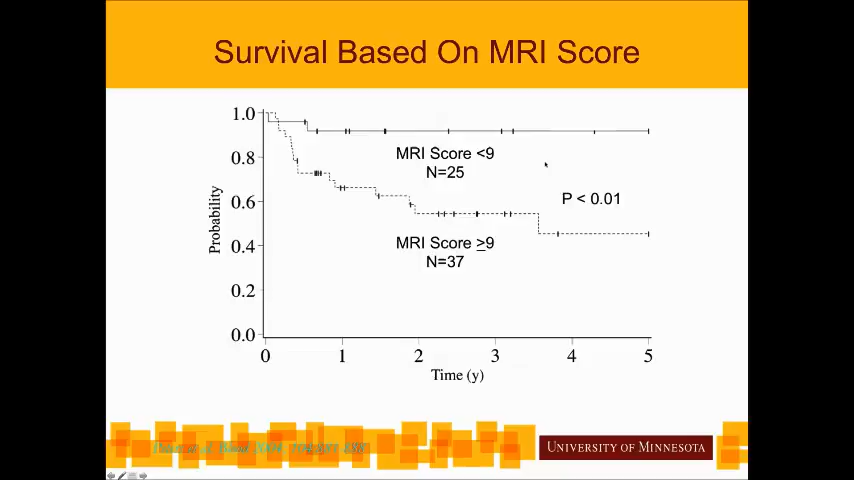 Survival Based On MRI Score
1.0
0.8
0.6
0.4
0.2
0.0
Probability
MRI Score <9
N=25
P < 0.01
MRI Score ≥9
N=37
0 1 2 3 4 5
Time (y)
Blood 2004
UNIVERSITY OF MINNESOTA